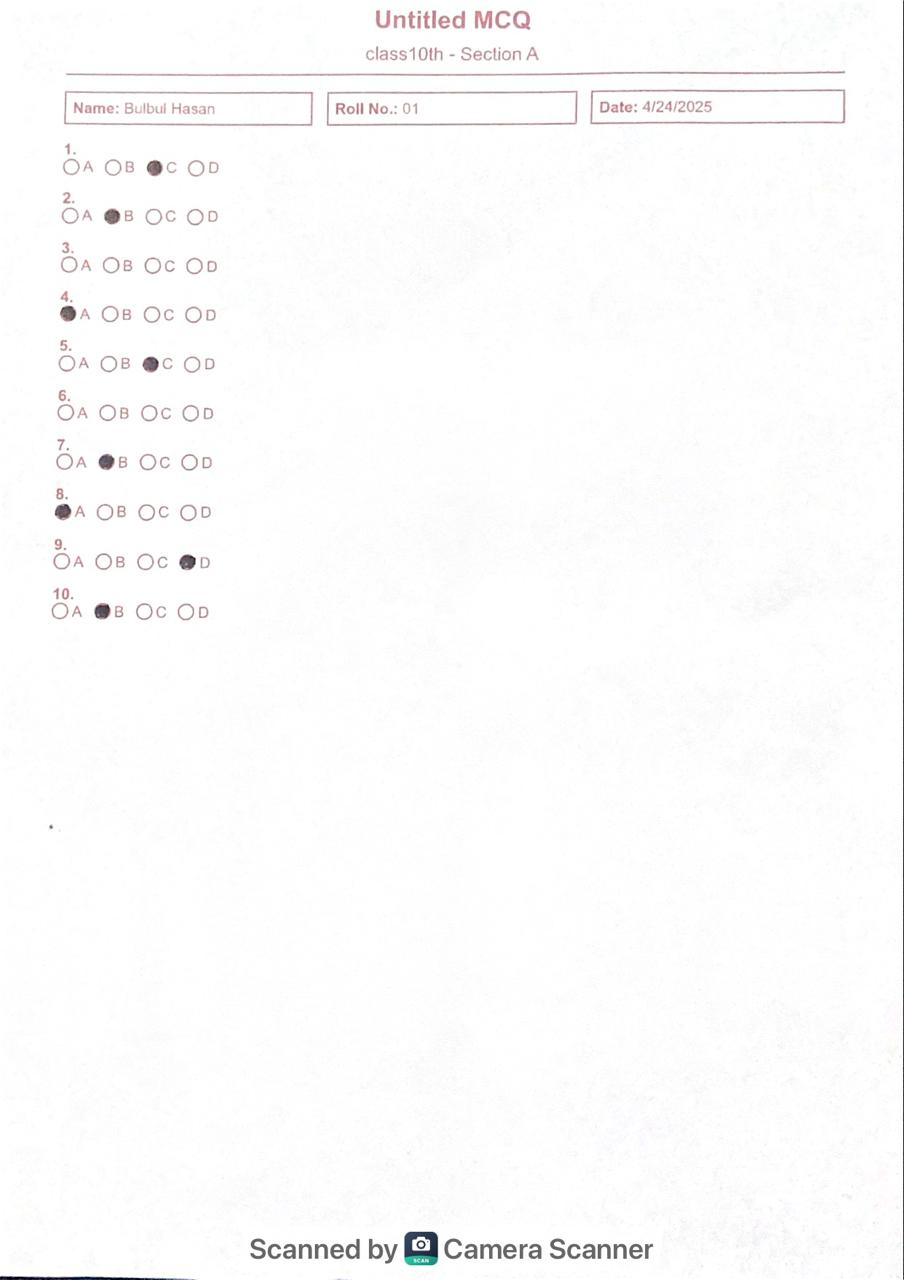 Untitled MCQ
class10th - Section A
Name: Bulbul Hasan Roll No.: 01 Date: 4/24/2025
1.
A B C D
2.
A B C D
3.
A B C D
4.
A B C D
5.
A B C D
6.
A B C D
7.
A B C D
8.
A B C D
9.
A B C D
10.
A B C D
Scanned by SCAN Camera Scanner